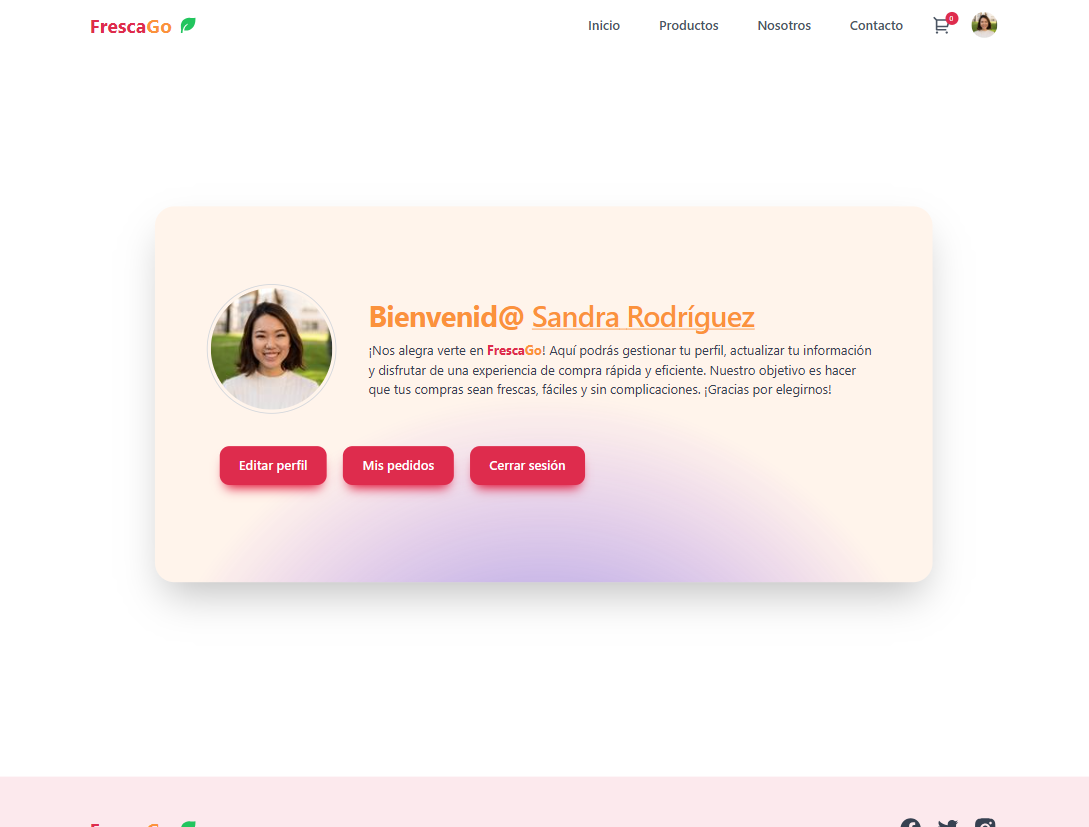 FrescaGo
Inicio
Productos
Nosotros
Contacto
0
Bienvenid@ Sandra Rodríguez
¡Nos alegra verte en FrescaGo! Aquí podrás gestionar tu perfil, actualizar tu información
y disfrutar de una experiencia de compra rápida y eficiente. Nuestro objetivo es hacer
que tus compras sean frescas, fáciles y sin complicaciones. ¡Gracias por elegirnos!
Editar perfil
Mis pedidos
Cerrar sesión
FrescaGo